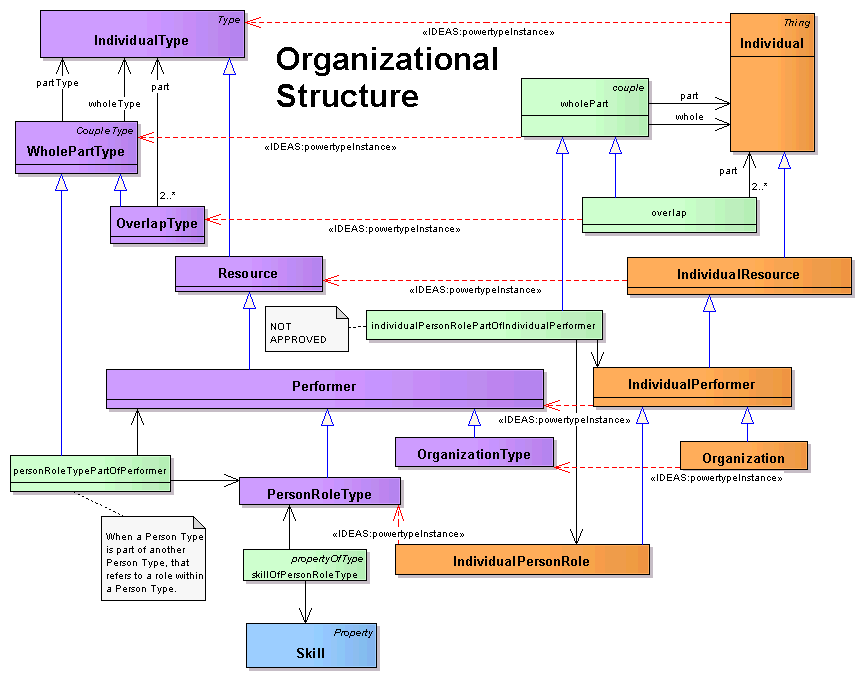 Type
IndividualType
«IDEAS:powertypeInstance»
Thing
Individual
Organizational
Structure
partType
wholeType
part
couple
wholePart
part
whole
CoupleType
WholePartType
«IDEAS:powertypeInstance»
part
2..*
2..*
OverlapType
«IDEAS:powertypeInstance»
overlap
Resource
«IDEAS:powertypeInstance»
IndividualResource
NOT
APPROVED
individualPersonRolePartOfIndividualPerformer
Performer
IndividualPerformer
«IDEAS:powertypeInstance»
OrganizationType
Organization
«IDEAS:powertypeInstance»
personRoleTypePartOfPerformer
PersonRoleType
When a Person Type
is part of another
Person Type, that
refers to a role within
a Person Type.
«IDEAS:powertypeInstance»
propertyOfType
skillOfPersonRoleType
IndividualPersonRole
Property
Skill